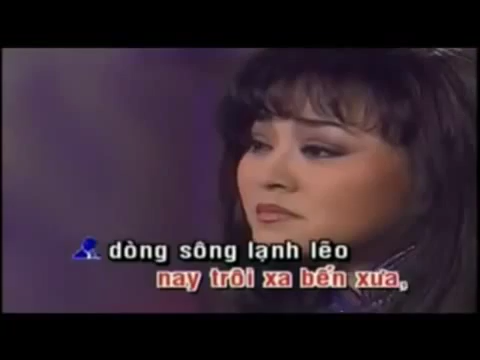 dòng sông lạnh lẽo
nay trôi xa bến xưa,